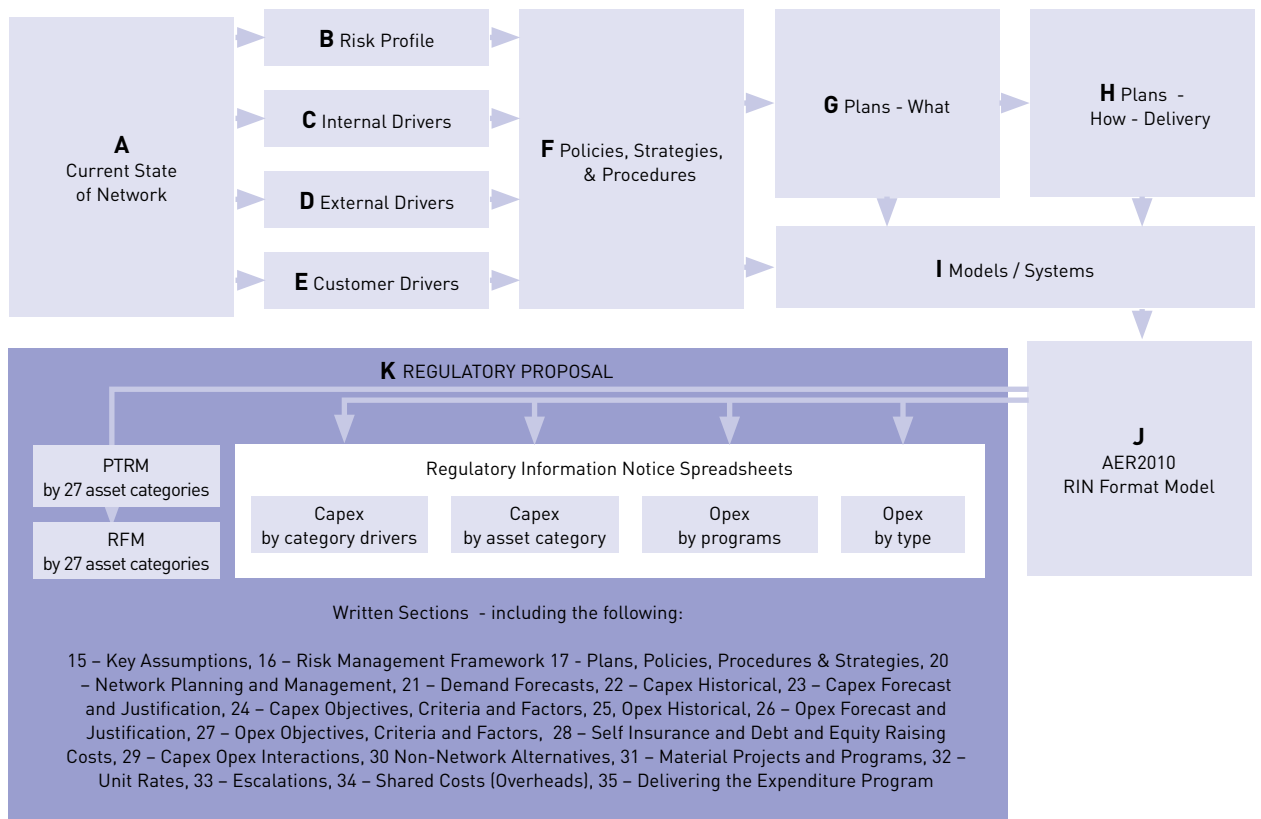 A
Current State
of Network
B Risk Profile
C Internal Drivers
D External Drivers
E Customer Drivers
F Policies, Strategies,
& Procedures
G Plans - What
H Plans -
How - Delivery
I Models / Systems
J
AER2010
RIN Format Model
K REGULATORY PROPOSAL
PTRM
by 27 asset categories
RFM
by 27 asset categories
Regulatory Information Notice Spreadsheets
Capex
by category drivers
Capex
by asset category
Opex
by programs
Opex
by type
Written Sections - including the following:
15 – Key Assumptions, 16 – Risk Management Framework 17 - Plans, Policies, Procedures & Strategies, 20
– Network Planning and Management, 21 – Demand Forecasts, 22 – Capex Historical, 23 – Capex Forecast
and Justification, 24 – Capex Objectives, Criteria and Factors, 25, Opex Historical, 26 – Opex Forecast and
Justification, 27 – Opex Objectives, Criteria and Factors, 28 – Self Insurance and Debt and Equity Raising
Costs, 29 – Capex Opex Interactions, 30 Non-Network Alternatives, 31 – Material Projects and Programs, 32 –
Unit Rates, 33 – Escalations, 34 – Shared Costs (Overheads), 35 – Delivering the Expenditure Program